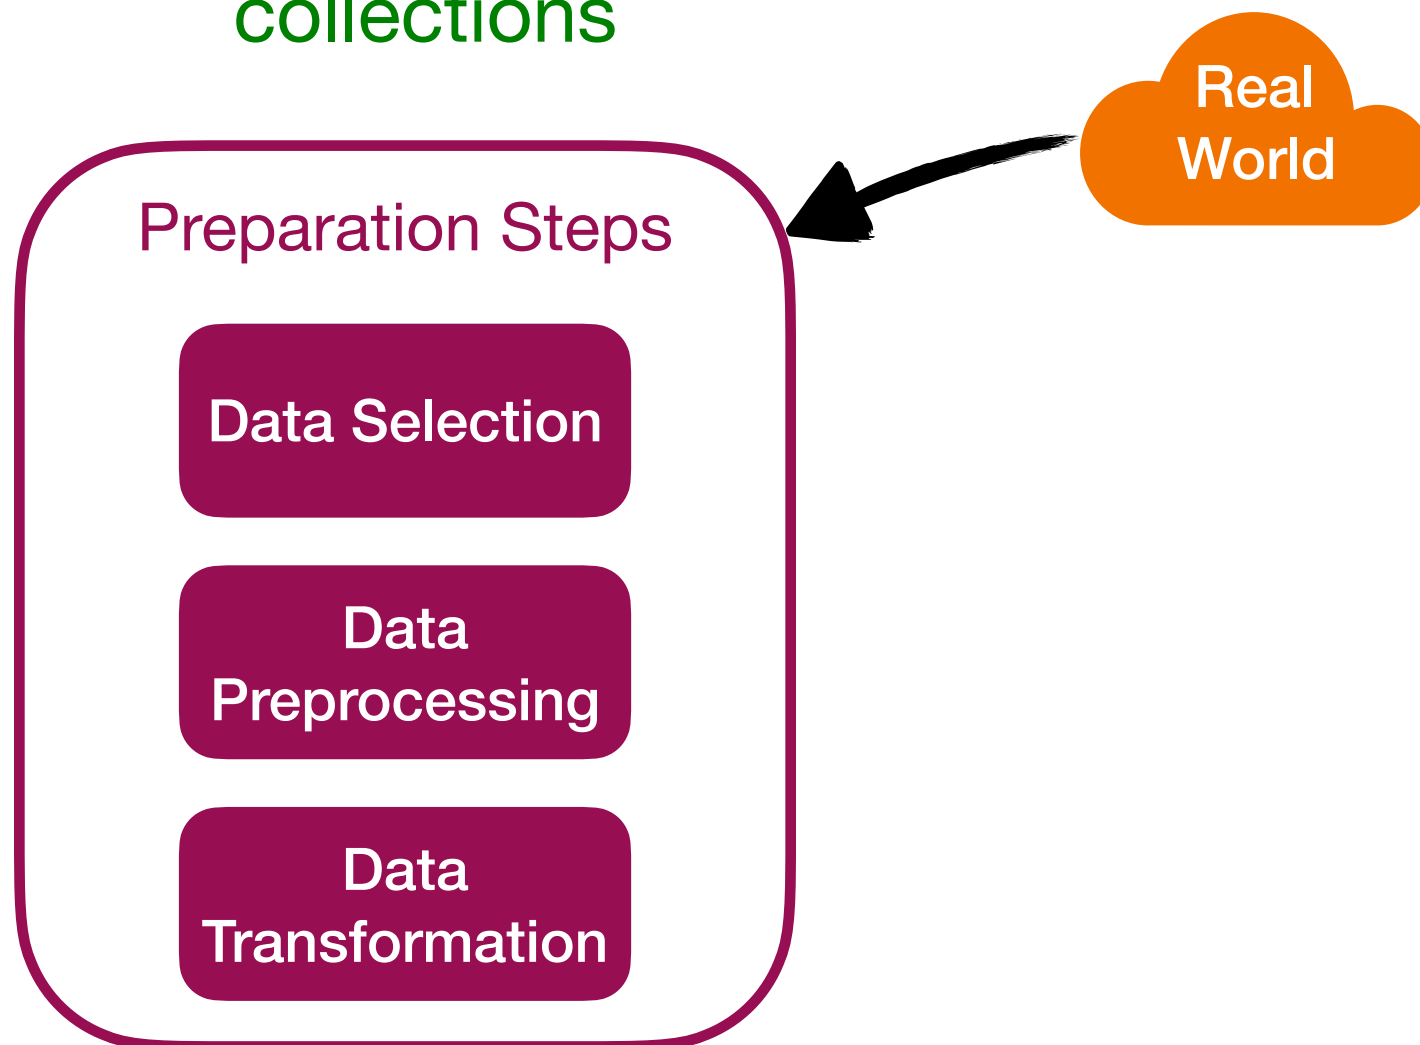 collections
Real
World
Preparation Steps
Data Selection
Data
Preprocessing
Data
Transformation